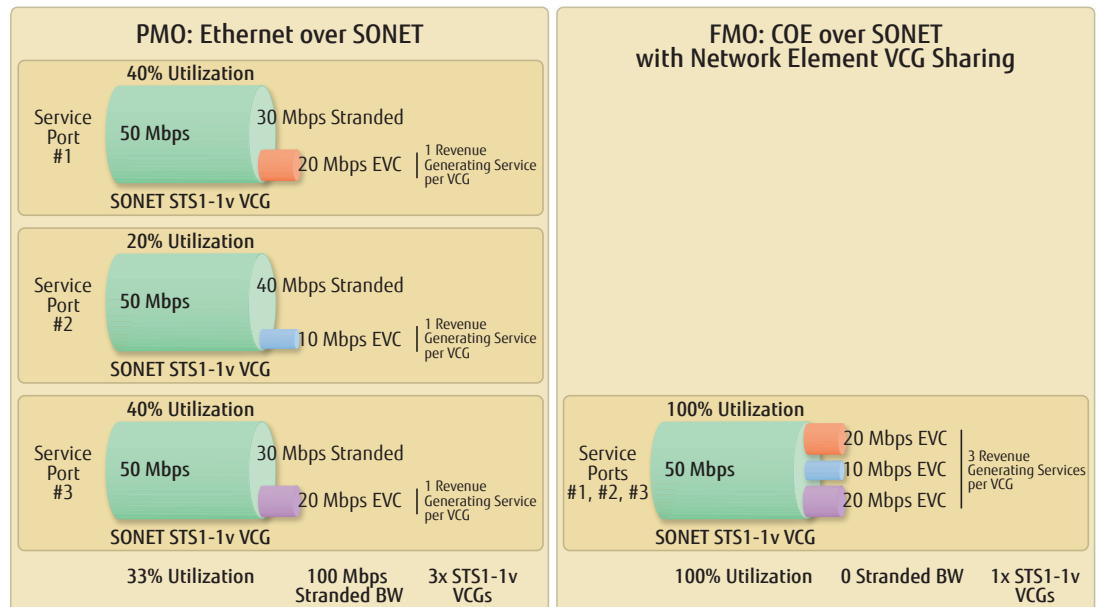 PMO: Ethernet over SONET
40% Utilization
Service
Port
#1
50 Mbps
30 Mbps Stranded
20 Mbps EVC
1 Revenue
Generating Service
per VCG
SONET STS1-1v VCG
20% Utilization
Service
Port
#2
50 Mbps
40 Mbps Stranded
10 Mbps EVC
1 Revenue
Generating Service
per VCG
SONET STS1-1v VCG
40% Utilization
Service
Port
#3
50 Mbps
30 Mbps Stranded
20 Mbps EVC
1 Revenue
Generating Service
per VCG
SONET STS1-1v VCG
33% Utilization
100 Mbps
Stranded BW
3x STS1-1v
VCGs
FMO: COE over SONET
with Network Element VCG Sharing
100% Utilization
Service
Ports
#1, #2, #3
50 Mbps
20 Mbps EVC
10 Mbps EVC
20 Mbps EVC
3 Revenue
Generating Services
per VCG
SONET STS1-1v VCG
100% Utilization
0 Stranded BW
1x STS1-1v
VCGs